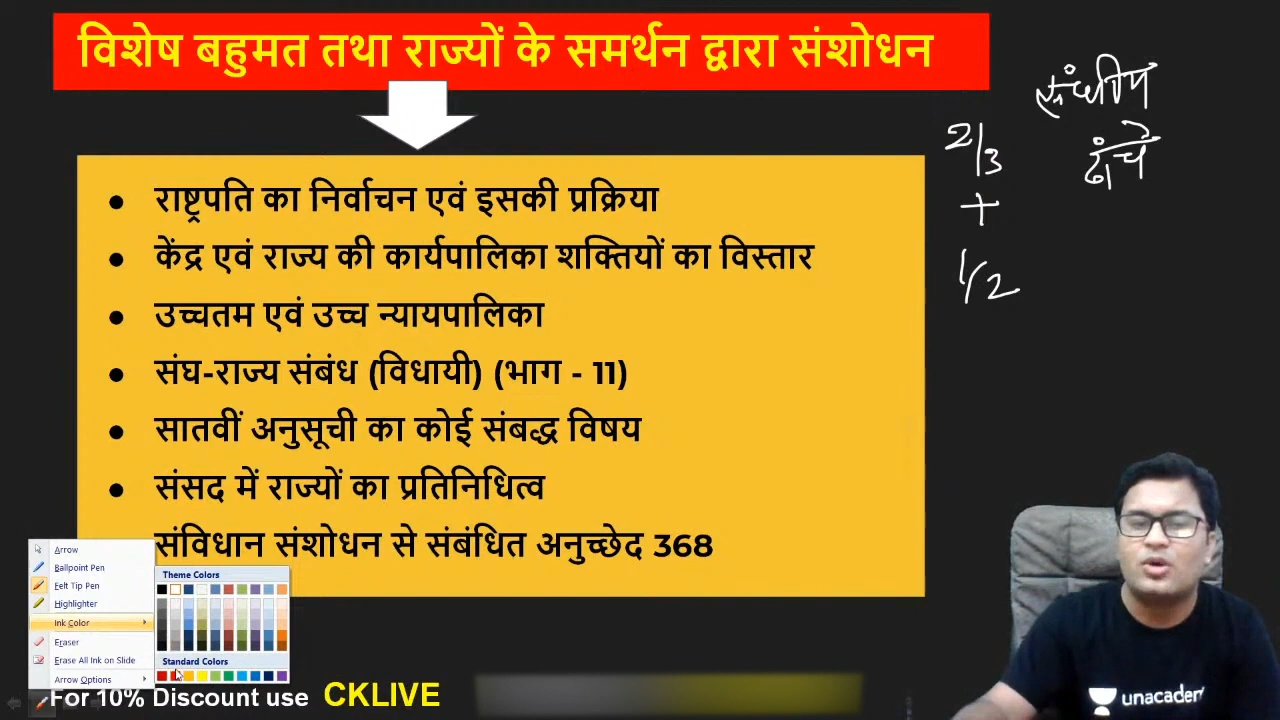 विशेष बहुमत तथा राज्यों के समर्थन द्वारा संशोधन
संघीय
ढांचे
2/3
+
1/2
• राष्ट्रपति का निर्वाचन एवं इसकी प्रक्रिया
• केंद्र एवं राज्य की कार्यपालिका शक्तियों का विस्तार
• उच्चतम एवं उच्च न्यायपालिका
• संघ-राज्य संबंध (विधायी) (भाग - 11)
• सातवीं अनुसूची का कोई संबद्ध विषय
• संसद में राज्यों का प्रतिनिधित्व
संविधान संशोधन से संबंधित अनुच्छेद 368
Arrow
Ballpoint Pen
Felt Tip Pen
Highlighter
Ink Color
Eraser
Erase All Ink on Slide
Arrow Options
Theme Colors
Standard Colors
For 10% Discount use CKLIVE
unacademy